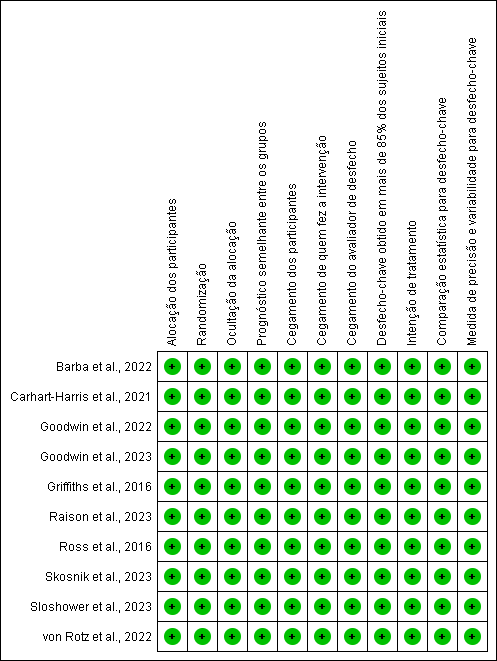 Alocação dos participantes
Randomização
Ocultação da alocação
Prognóstico semelhante entre os grupos
Cegamento dos participantes
Cegamento de quem fez a intervenção
Cegamento do avaliador de desfecho
Desfecho-chave obtido em mais de 85% dos sujeitos iniciais
Intenção de tratamento
Comparação estatística para desfecho-chave
Medida de precisão e variabilidade para desfecho-chave
Barba et al., 2022 + + + + + + + + + + +
Carhart-Harris et al., 2021 + + + + + + + + + + +
Goodwin et al., 2022 + + + + + + + + + + +
Goodwin et al., 2023 + + + + + + + + + + +
Griffiths et al., 2016 + + + + + + + + + + +
Raison et al., 2023 + + + + + + + + + + +
Ross et al., 2016 + + + + + + + + + + +
Skosnik et al., 2023 + + + + + + + + + + +
Sloshower et al., 2023 + + + + + + + + + + +
von Rotz et al., 2022 + + + + + + + + + + +